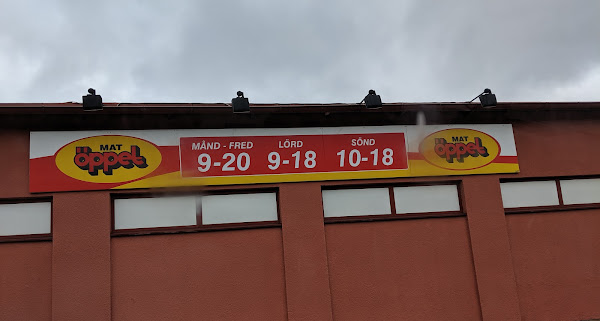 MAT
öppet
MÅND - FRED
9-20
LÖRD
9-18
SÖND
10-18
MAT
öppet